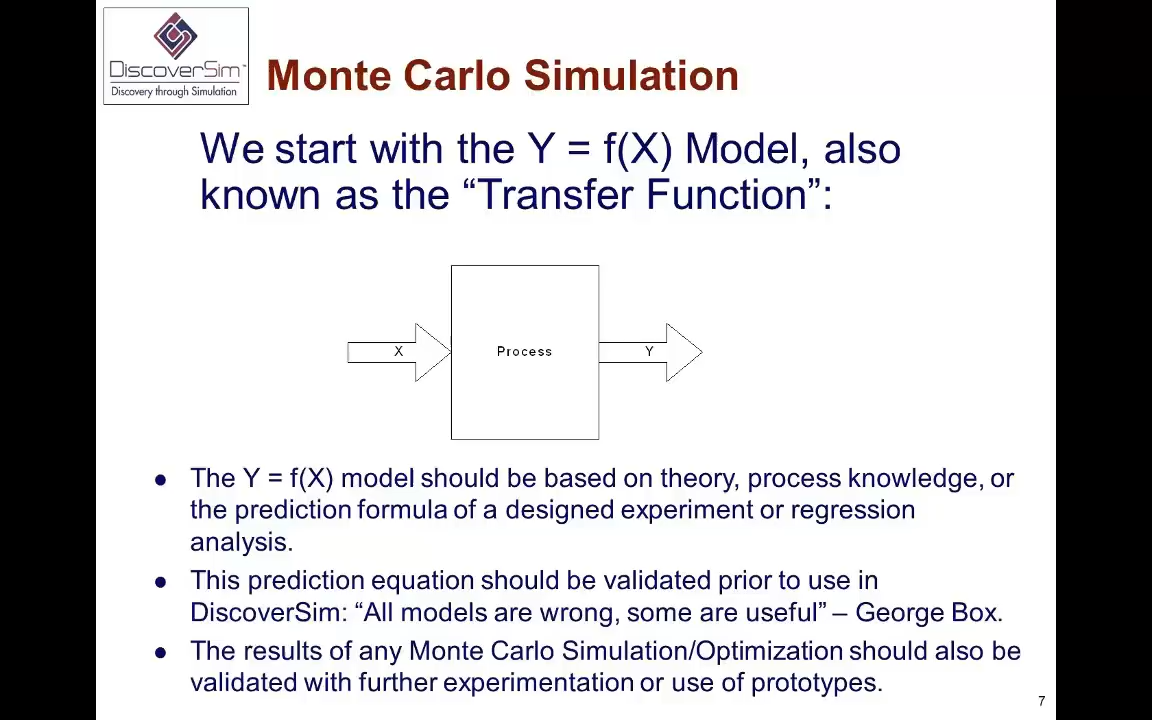 DiscoverSim™
Discovery through Simulation
Monte Carlo Simulation
We start with the Y = f(X) Model, also
known as the “Transfer Function”:
X
Process
Y
● The Y = f(X) model should be based on theory, process knowledge, or
the prediction formula of a designed experiment or regression
analysis.
● This prediction equation should be validated prior to use in
DiscoverSim: “All models are wrong, some are useful” – George Box.
● The results of any Monte Carlo Simulation/Optimization should also be
validated with further experimentation or use of prototypes.
7